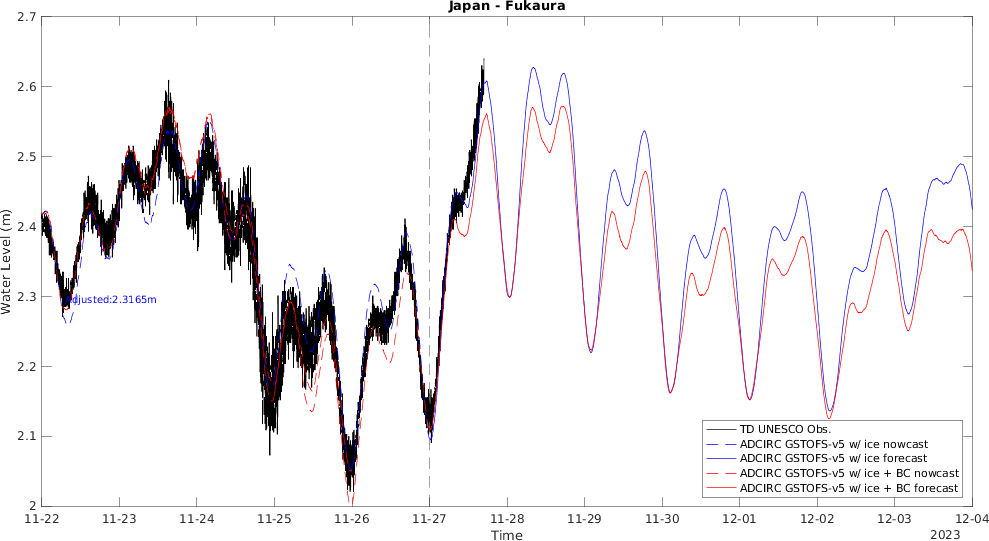 Japan - Fukaura
2.7
2.6
2.5
2.4
2.3
2.2
2.1
2
Water Level (m)
Adjusted:2.3165m
TD UNESCO Obs.
ADCIRC GSTOFS-v5 w/ ice nowcast
ADCIRC GSTOFS-v5 w/ ice forecast
ADCIRC GSTOFS-v5 w/ ice + BC nowcast
ADCIRC GSTOFS-v5 w/ ice + BC forecast
11-22 11-23 11-24 11-25 11-26 11-27 11-28 11-29 11-30 12-01 12-02 12-03 12-04
Time
2023